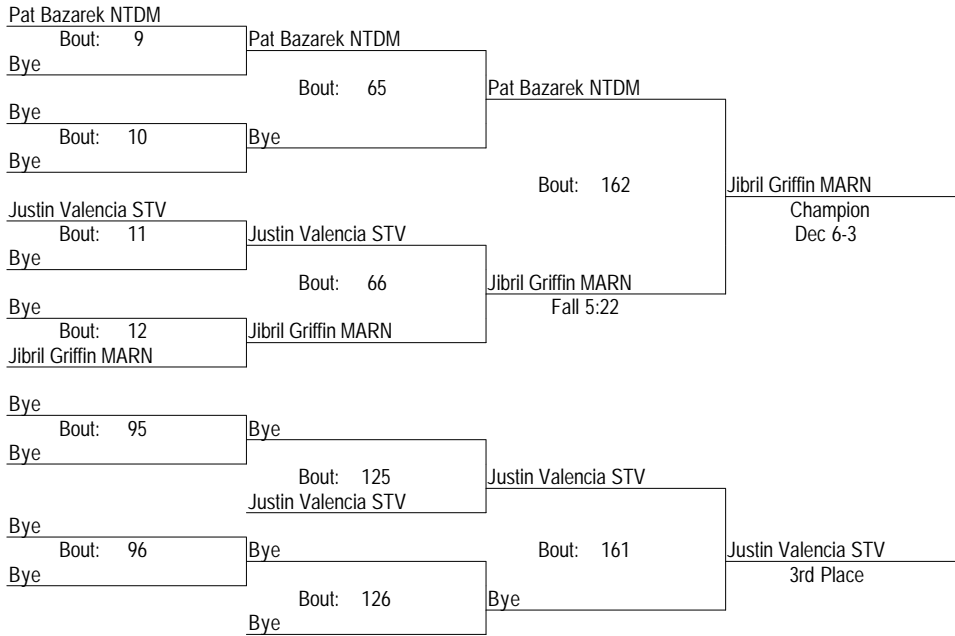 Pat Bazarek NTDM
Bout: 9
Pat Bazarek NTDM
Bye
Bout: 65
Pat Bazarek NTDM
Bye
Bout: 10
Bye
Bye
Bout: 162
Jibril Griffin MARN
Justin Valencia STV
Champion
Bout: 11
Justin Valencia STV
Dec 6-3
Bye
Bout: 66
Jibril Griffin MARN
Bye
Fall 5:22
Bout: 12
Jibril Griffin MARN
Jibril Griffin MARN
Bye
Bout: 95
Bye
Bye
Bout: 125
Justin Valencia STV
Justin Valencia STV
Bye
Bout: 96
Bye
Bout: 161
Justin Valencia STV
Bye
3rd Place
Bout: 126
Bye
Bye